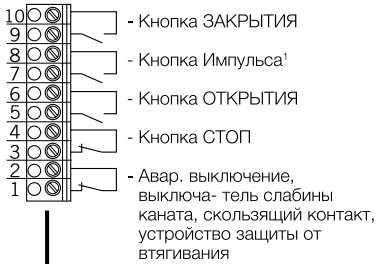 10
9
8
7
6
5
4
3
2
1
- Кнопка ЗАКРЫТИЯ
- Кнопка Импульса¹
- Кнопка ОТКРЫТИЯ
- Кнопка СТОП
- Авар. выключение,
выключа- тель слабины
каната, скользящий контакт,
устройство защиты от
втягивания